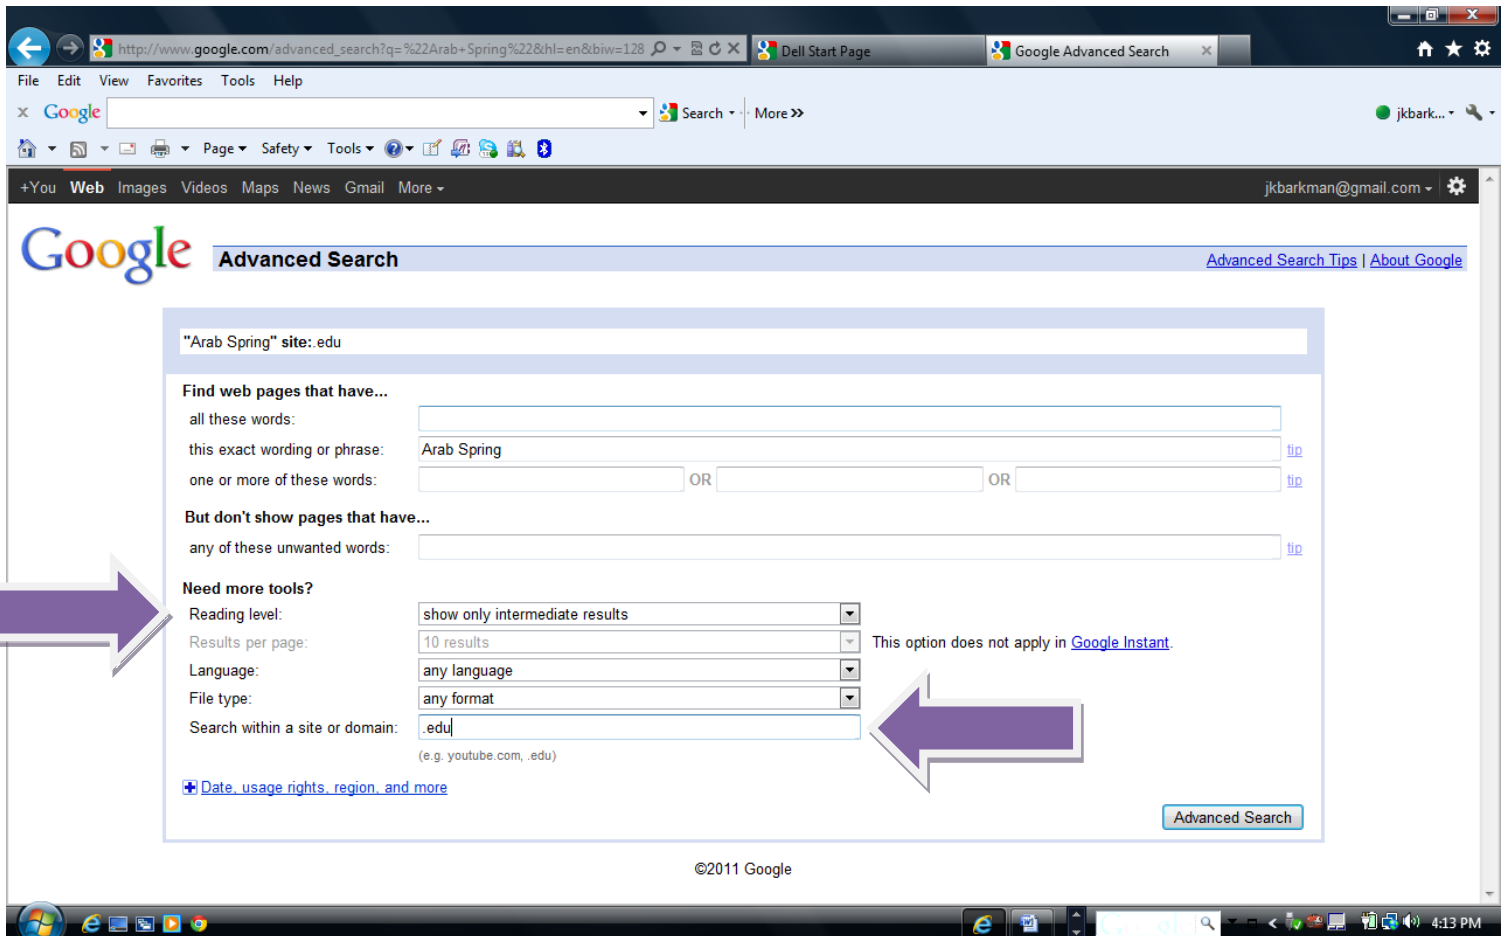 http://www.google.com/advanced_search?q=%22Arab+Spring%22&hl=en&biw=128
Dell Start Page
Google Advanced Search
File Edit View Favorites Tools Help
x Google Search More >>
jkbark...
Page Safety Tools
+You Web Images Videos Maps News Gmail More
jkbarkman@gmail.com
Google Advanced Search
Advanced Search Tips | About Google
"Arab Spring" site:.edu
Find web pages that have...
all these words:
this exact wording or phrase: Arab Spring tip
one or more of these words: OR OR tip
But don't show pages that have...
any of these unwanted words: tip
Need more tools?
Reading level: show only intermediate results
Results per page: 10 results This option does not apply in Google Instant.
Language: any language
File type: any format
Search within a site or domain: .edu
(e.g. youtube.com, .edu)
Date, usage rights, region, and more
Advanced Search
©2011 Google
4:13 PM